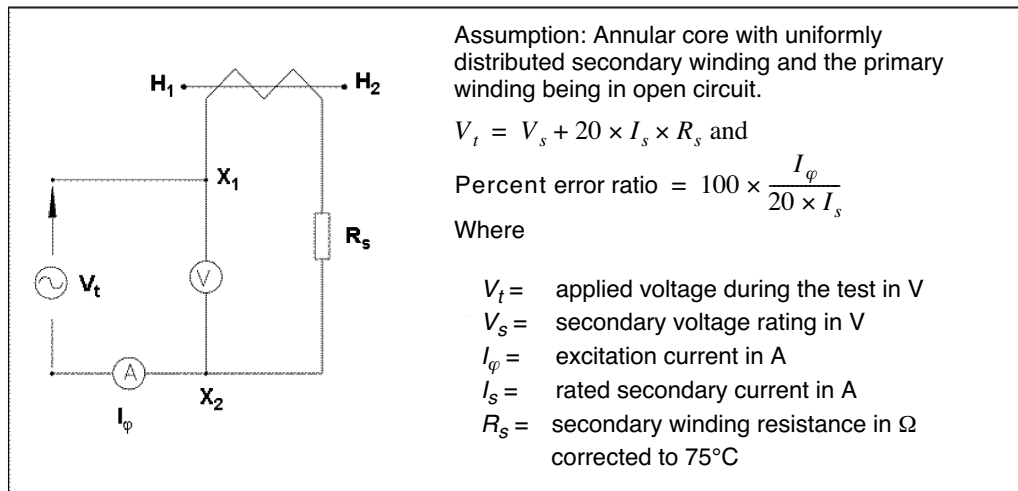 H₁ H₂
X₁
Rₛ
V
Vₜ
A
X₂
I_φ
Assumption: Annular core with uniformly
distributed secondary winding and the primary
winding being in open circuit.
Vₜ = Vₛ + 20 × Iₛ × Rₛ and
Percent error ratio = 100 × I_φ / (20 × Iₛ)
Where
Vₜ = applied voltage during the test in V
Vₛ = secondary voltage rating in V
I_φ = excitation current in A
Iₛ = rated secondary current in A
Rₛ = secondary winding resistance in Ω
corrected to 75°C